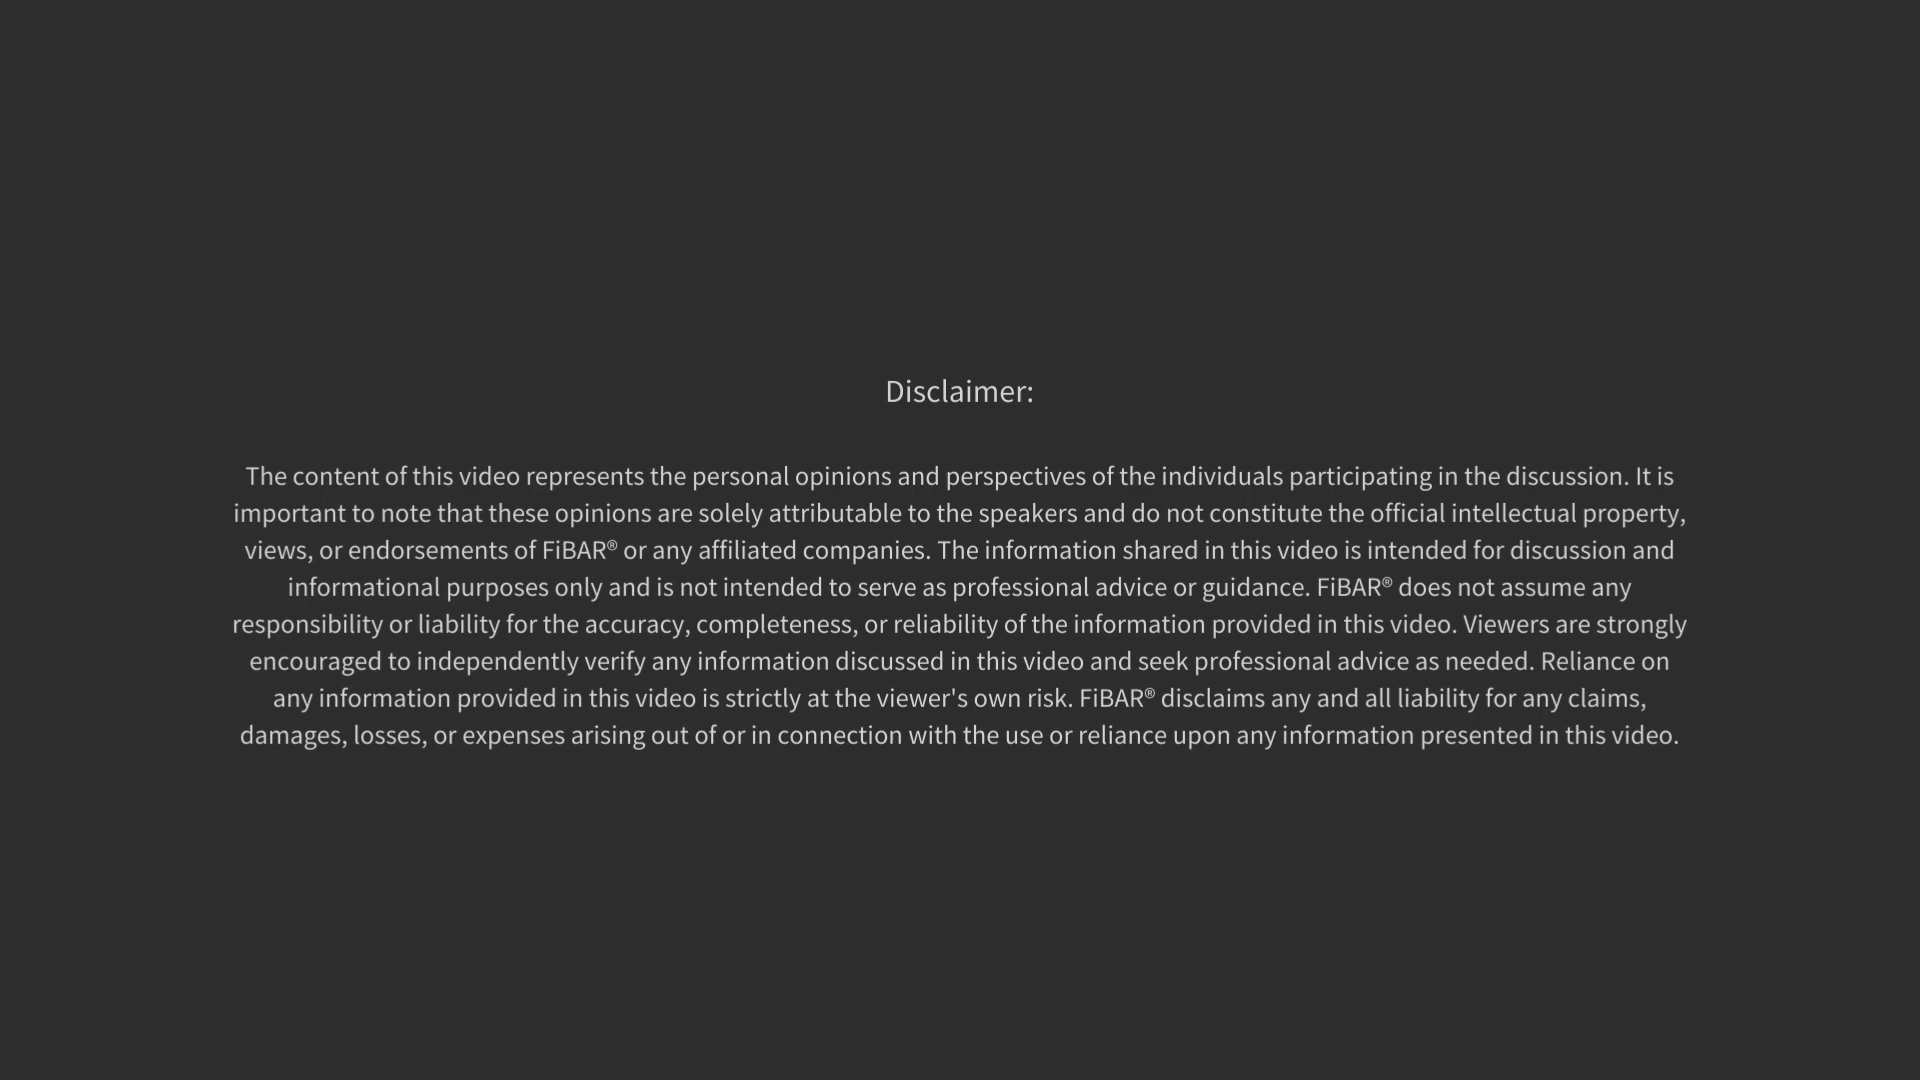 Disclaimer:
The content of this video represents the personal opinions and perspectives of the individuals participating in the discussion. It is
important to note that these opinions are solely attributable to the speakers and do not constitute the official intellectual property,
views, or endorsements of FiBAR® or any affiliated companies. The information shared in this video is intended for discussion and
informational purposes only and is not intended to serve as professional advice or guidance. FiBAR® does not assume any
responsibility or liability for the accuracy, completeness, or reliability of the information provided in this video. Viewers are strongly
encouraged to independently verify any information discussed in this video and seek professional advice as needed. Reliance on
any information provided in this video is strictly at the viewer's own risk. FiBAR® disclaims any and all liability for any claims,
damages, losses, or expenses arising out of or in connection with the use or reliance upon any information presented in this video.